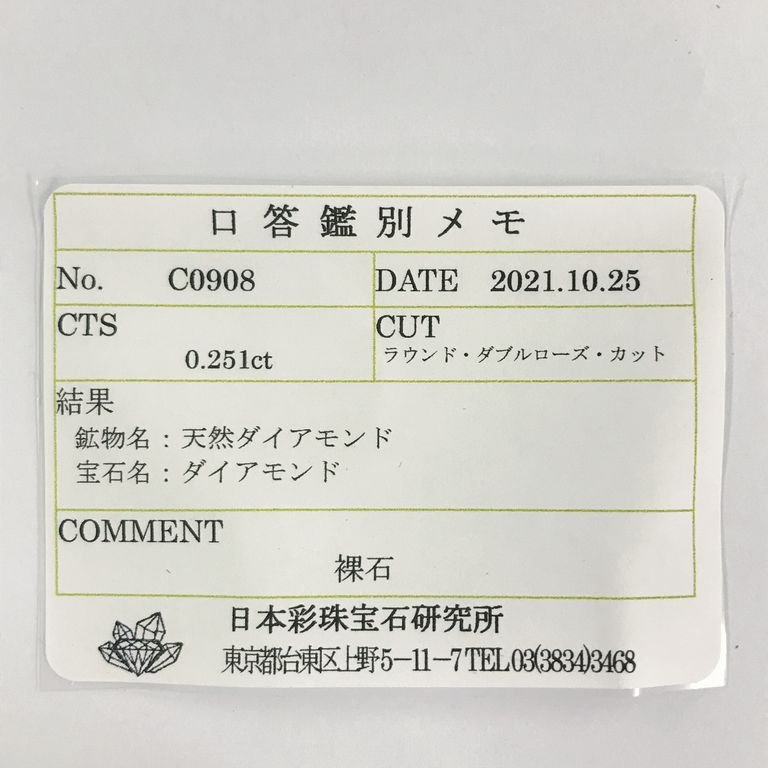 口答鑑別メモ
No. C0908 DATE 2021.10.25
CTS CUT
0.251ct ラウンド・ダブルローズ・カット
結果
鉱物名：天然ダイアモンド
宝石名：ダイアモンド
COMMENT
裸石
日本彩珠宝石研究所
東京都台東区上野5－11－7 TEL 03(3834)3468